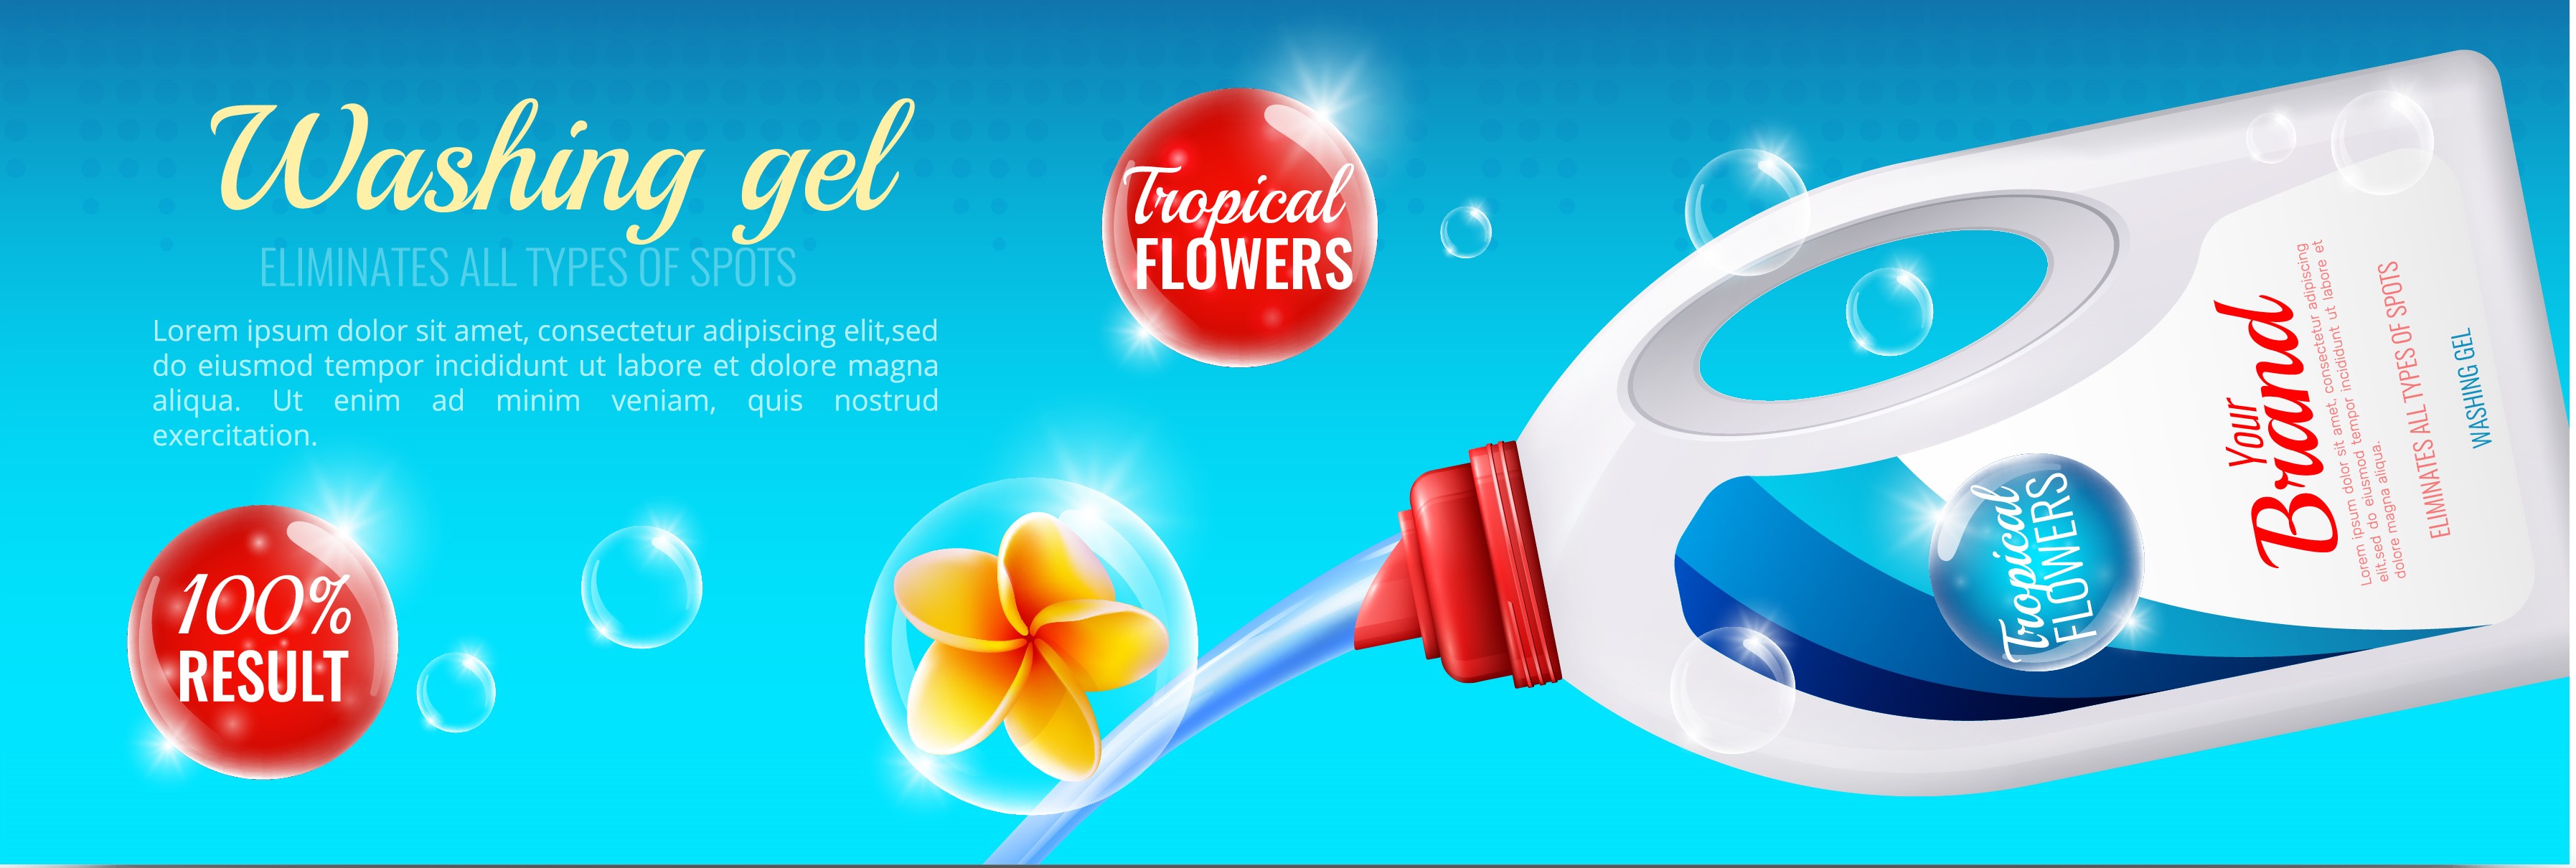 Washing gel
ELIMINATES ALL TYPES OF SPOTS
Lorem ipsum dolor sit amet, consectetur adipiscing elit,sed
do eiusmod tempor incididunt ut labore et dolore magna
aliqua. Ut enim ad minim veniam, quis nostrud
exercitation.
100%
RESULT
Tropical
FLOWERS
Tropical
FLOWERS
Your
Brand
Lorem ipsum dolor sit amet, consectetur adipiscing
elit,sed do eiusmod tempor incididunt ut labore et
dolore magna aliqua.
ELIMINATES ALL TYPES OF SPOTS
WASHING GEL